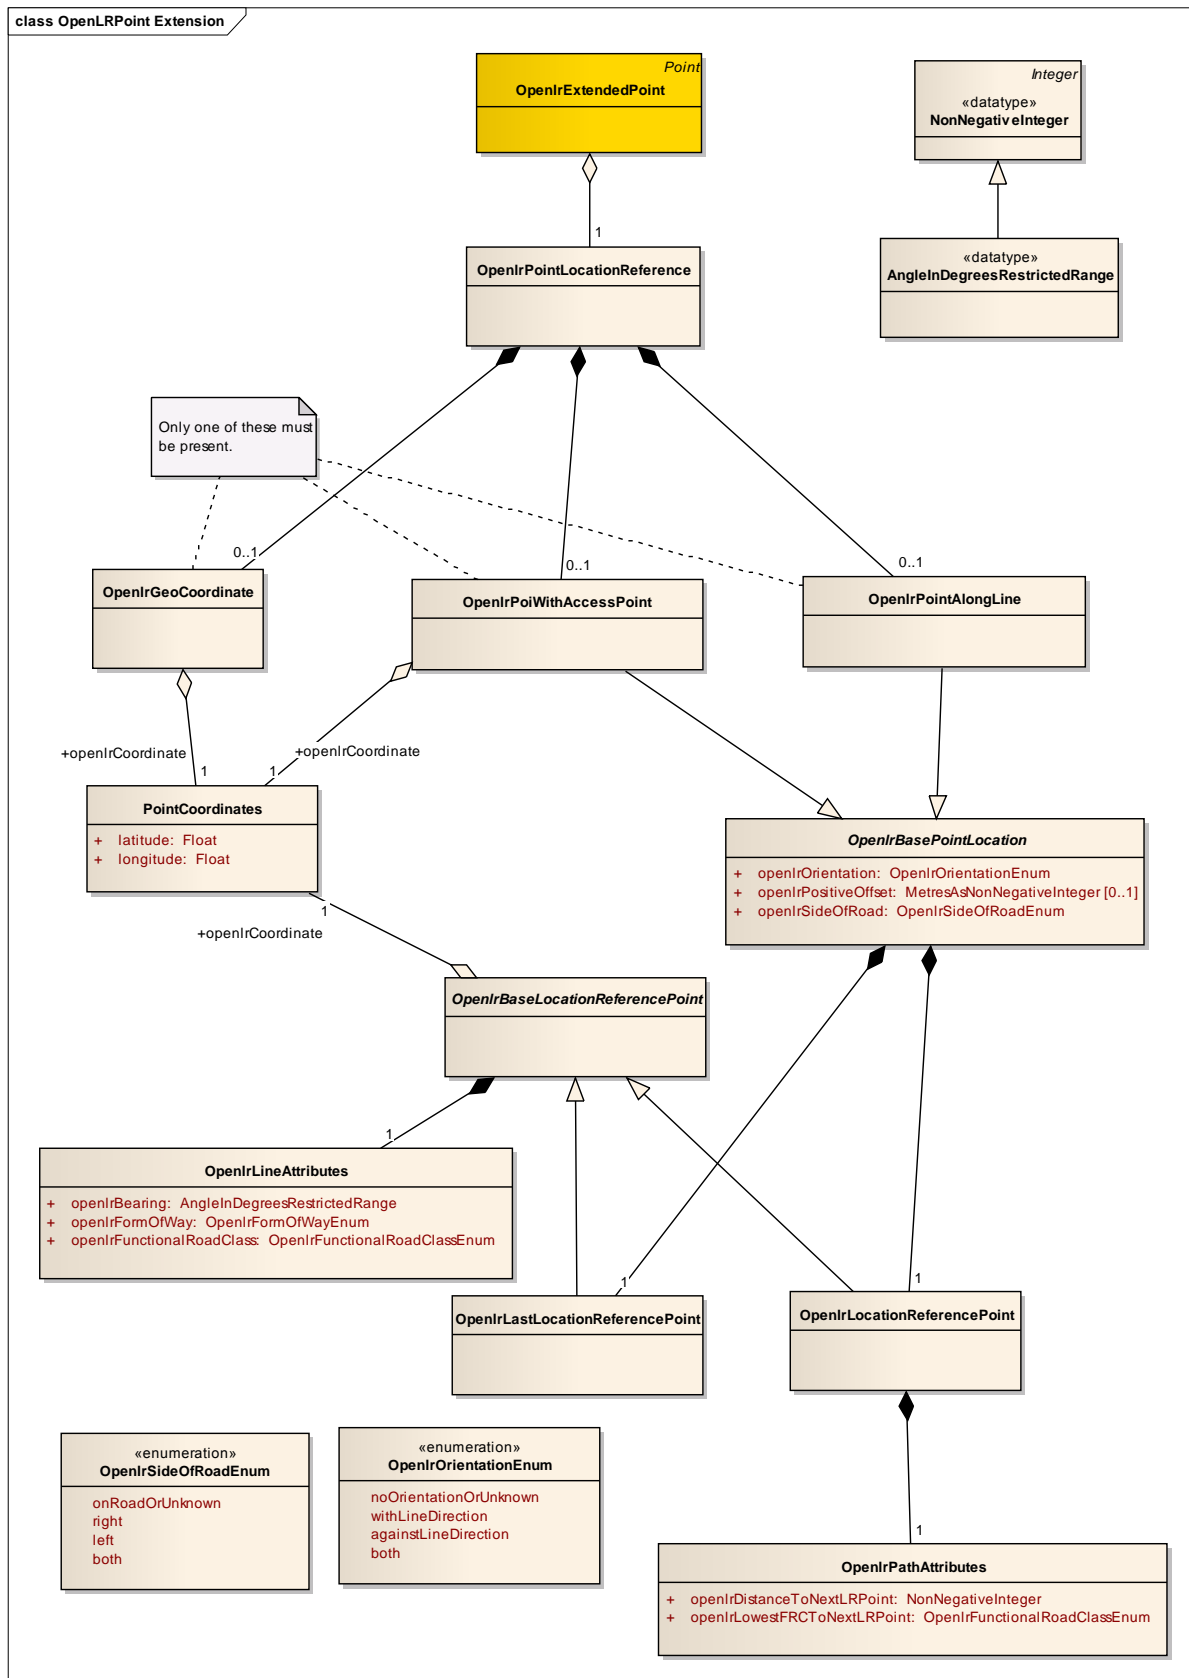 class OpenLRPoint Extension
Point
OpenlrExtendedPoint
Integer
«datatype»
NonNegativeInteger
1
«datatype»
AngleInDegreesRestrictedRange
OpenlrPointLocationReference
Only one of these must
be present.
0..1
0..1
0..1
OpenlrGeoCoordinate
OpenlrPoiWithAccessPoint
OpenlrPointAlongLine
+openlrCoordinate
1
+openlrCoordinate
1
PointCoordinates
+ latitude: Float
+ longitude: Float
OpenlrBasePointLocation
+ openlrOrientation: OpenlrOrientationEnum
+ openlrPositiveOffset: MetresAsNonNegativeInteger [0..1]
+ openlrSideOfRoad: OpenlrSideOfRoadEnum
1
+openlrCoordinate
OpenlrBaseLocationReferencePoint
1
OpenlrLineAttributes
+ openlrBearing: AngleInDegreesRestrictedRange
+ openlrFormOfWay: OpenlrFormOfWayEnum
+ openlrFunctionalRoadClass: OpenlrFunctionalRoadClassEnum
1
1
OpenlrLastLocationReferencePoint
OpenlrLocationReferencePoint
«enumeration»
OpenlrSideOfRoadEnum
onRoadOrUnknown
right
left
both
«enumeration»
OpenlrOrientationEnum
noOrientationOrUnknown
withLineDirection
againstLineDirection
both
1
OpenlrPathAttributes
+ openlrDistanceToNextLRPoint: NonNegativeInteger
+ openlrLowestFRCToNextLRPoint: OpenlrFunctionalRoadClassEnum